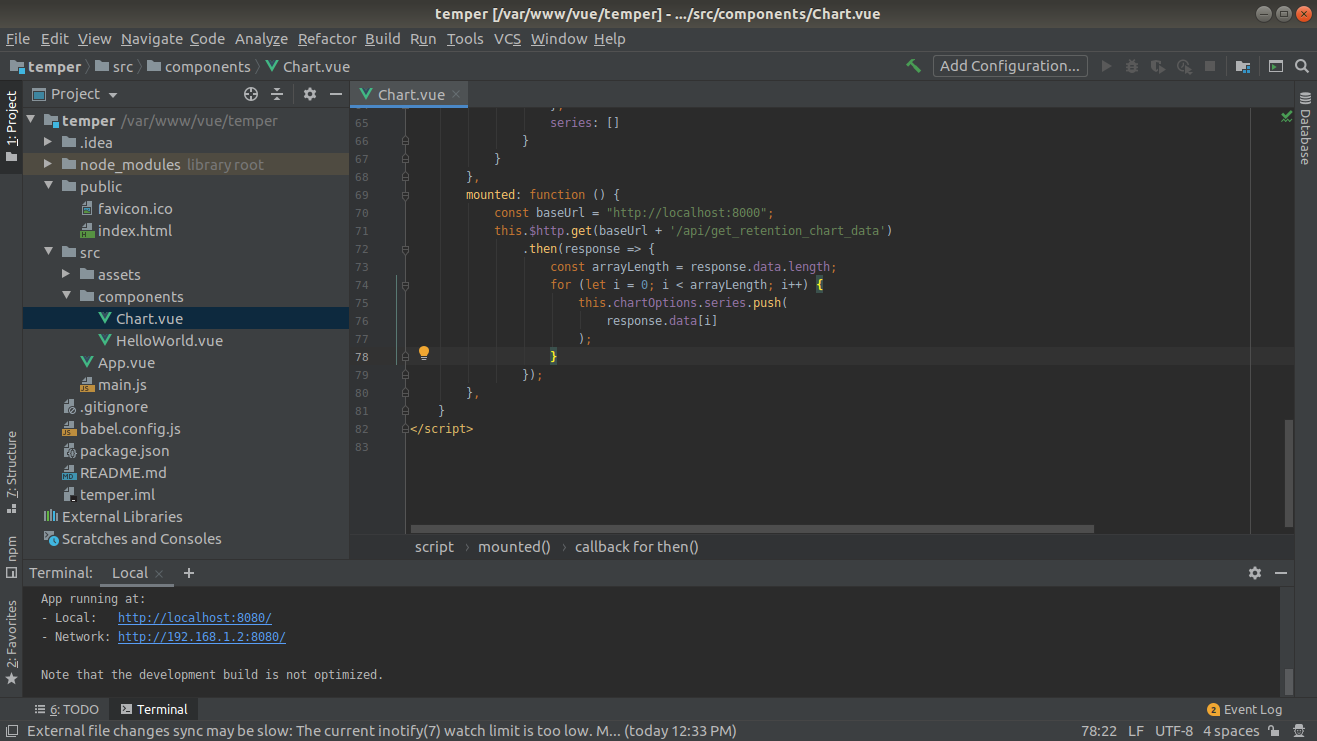 temper [/var/www/vue/temper] - .../src/components/Chart.vue
File Edit View Navigate Code Analyze Refactor Build Run Tools VCS Window Help
temper src components Chart.vue Add Configuration...
1: Project
Project
Chart.vue
temper /var/www/vue/temper
.idea
node_modules library root
public
favicon.ico
index.html
src
assets
components
Chart.vue
HelloWorld.vue
App.vue
main.js
.gitignore
babel.config.js
package.json
README.md
temper.iml
External Libraries
Scratches and Consoles
7: Structure
npm
2: Favorites
Database
65 series: []
66 }
67 }
68 },
69 mounted: function () {
70 const baseUrl = "http://localhost:8000";
71 this.$http.get(baseUrl + '/api/get_retention_chart_data')
72 .then(response => {
73 const arrayLength = response.data.length;
74 for (let i = 0; i < arrayLength; i++) {
75 this.chartOptions.series.push(
76 response.data[i]
77 );
78 }
79 });
80 },
81 }
82 </script>
83
script › mounted() › callback for then()
Terminal: Local × +
App running at:
- Local: http://localhost:8080/
- Network: http://192.168.1.2:8080/
Note that the development build is not optimized.
6: TODO Terminal 2 Event Log
External file changes sync may be slow: The current inotify(7) watch limit is too low. M... (today 12:33 PM) 78:22 LF UTF-8 4 spaces